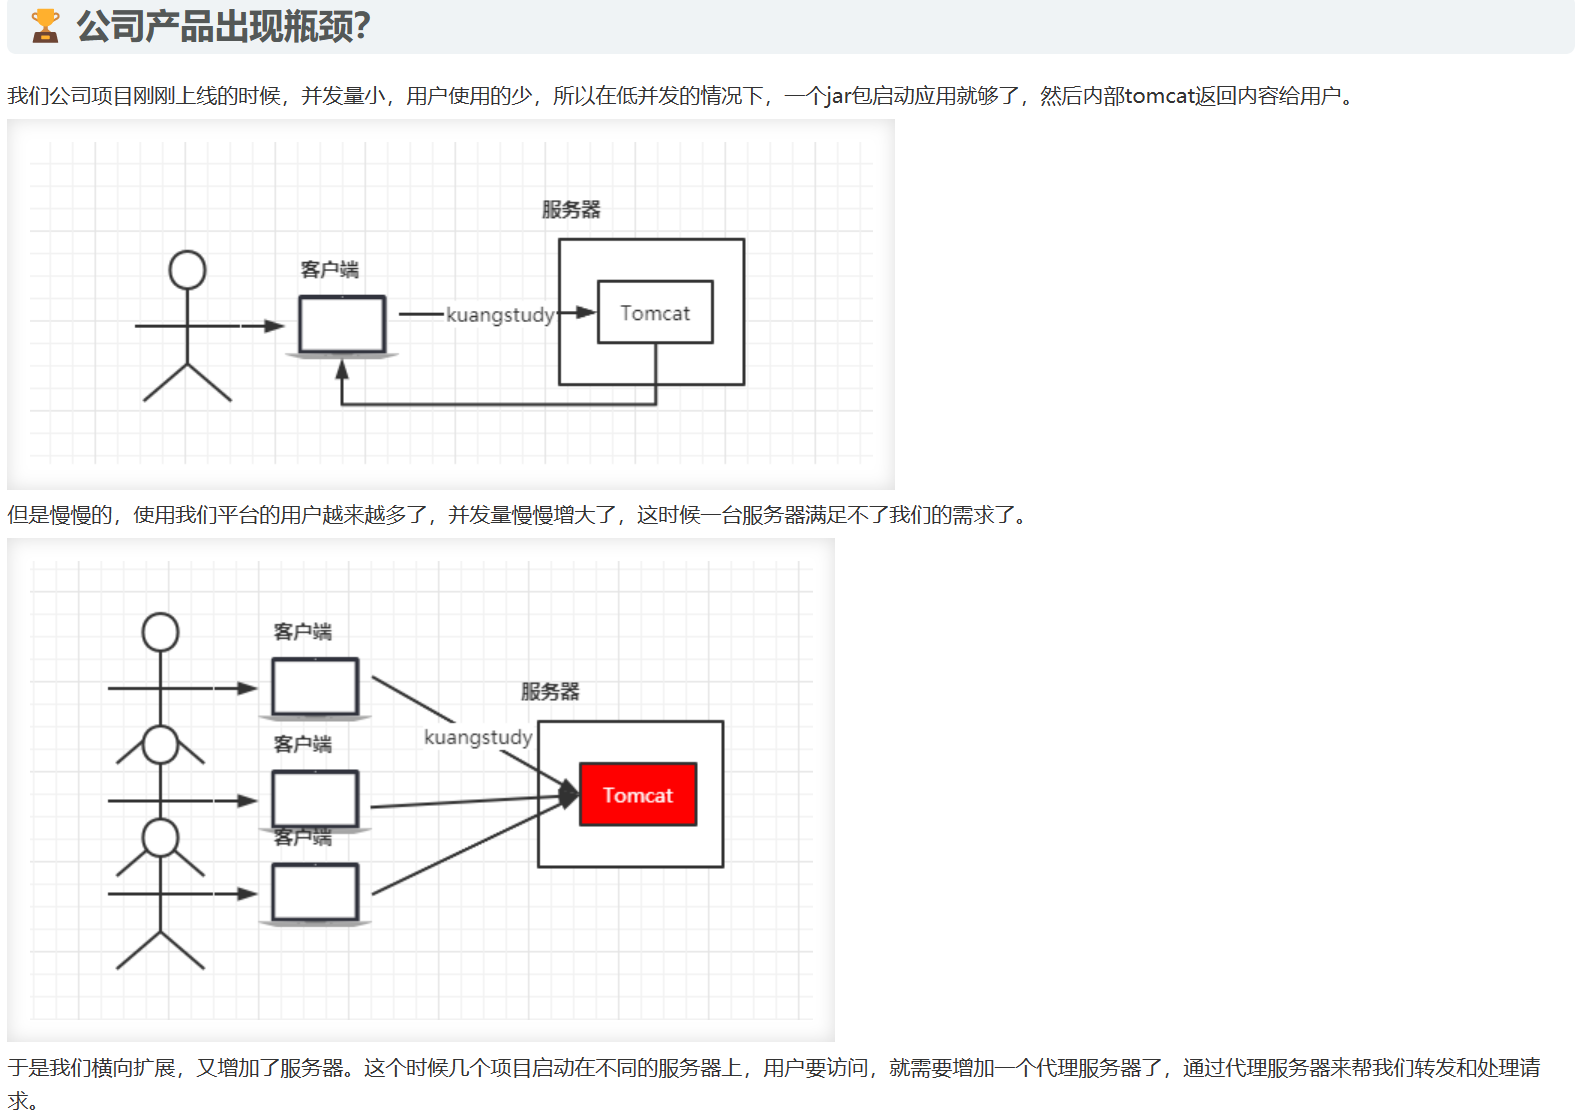 🏆 公司产品出现瓶颈?
我们公司项目刚刚上线的时候，并发量小，用户使用的少，所以在低并发的情况下，一个jar包启动应用就够了，然后内部tomcat返回内容给用户。
服务器
客户端
kuangstudy
Tomcat
但是慢慢的，使用我们平台的用户越来越多了，并发量慢慢增大了，这时候一台服务器满足不了我们的需求了。
客户端
服务器
kuangstudy
客户端
Tomcat
客户端
于是我们横向扩展，又增加了服务器。这个时候几个项目启动在不同的服务器上，用户要访问，就需要增加一个代理服务器了，通过代理服务器来帮我们转发和处理请
求。